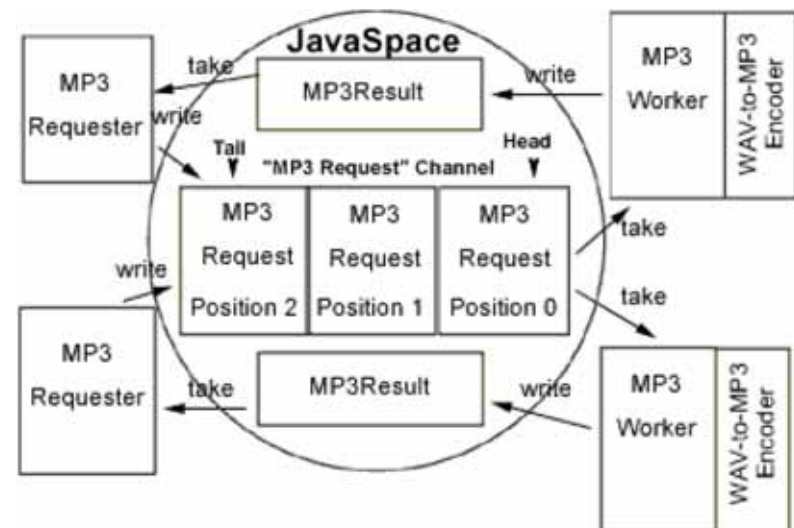 JavaSpace
MP3
Requester
take
write
MP3Result
write
MP3
Worker
WAV-to-MP3
Encoder
Tail
Head
"MP3 Request" Channel
MP3
Request
Position 2
MP3
Request
Position 1
MP3
Request
Position 0
take
write
take
MP3
Requester
take
MP3Result
write
MP3
Worker
WAV-to-MP3
Encoder